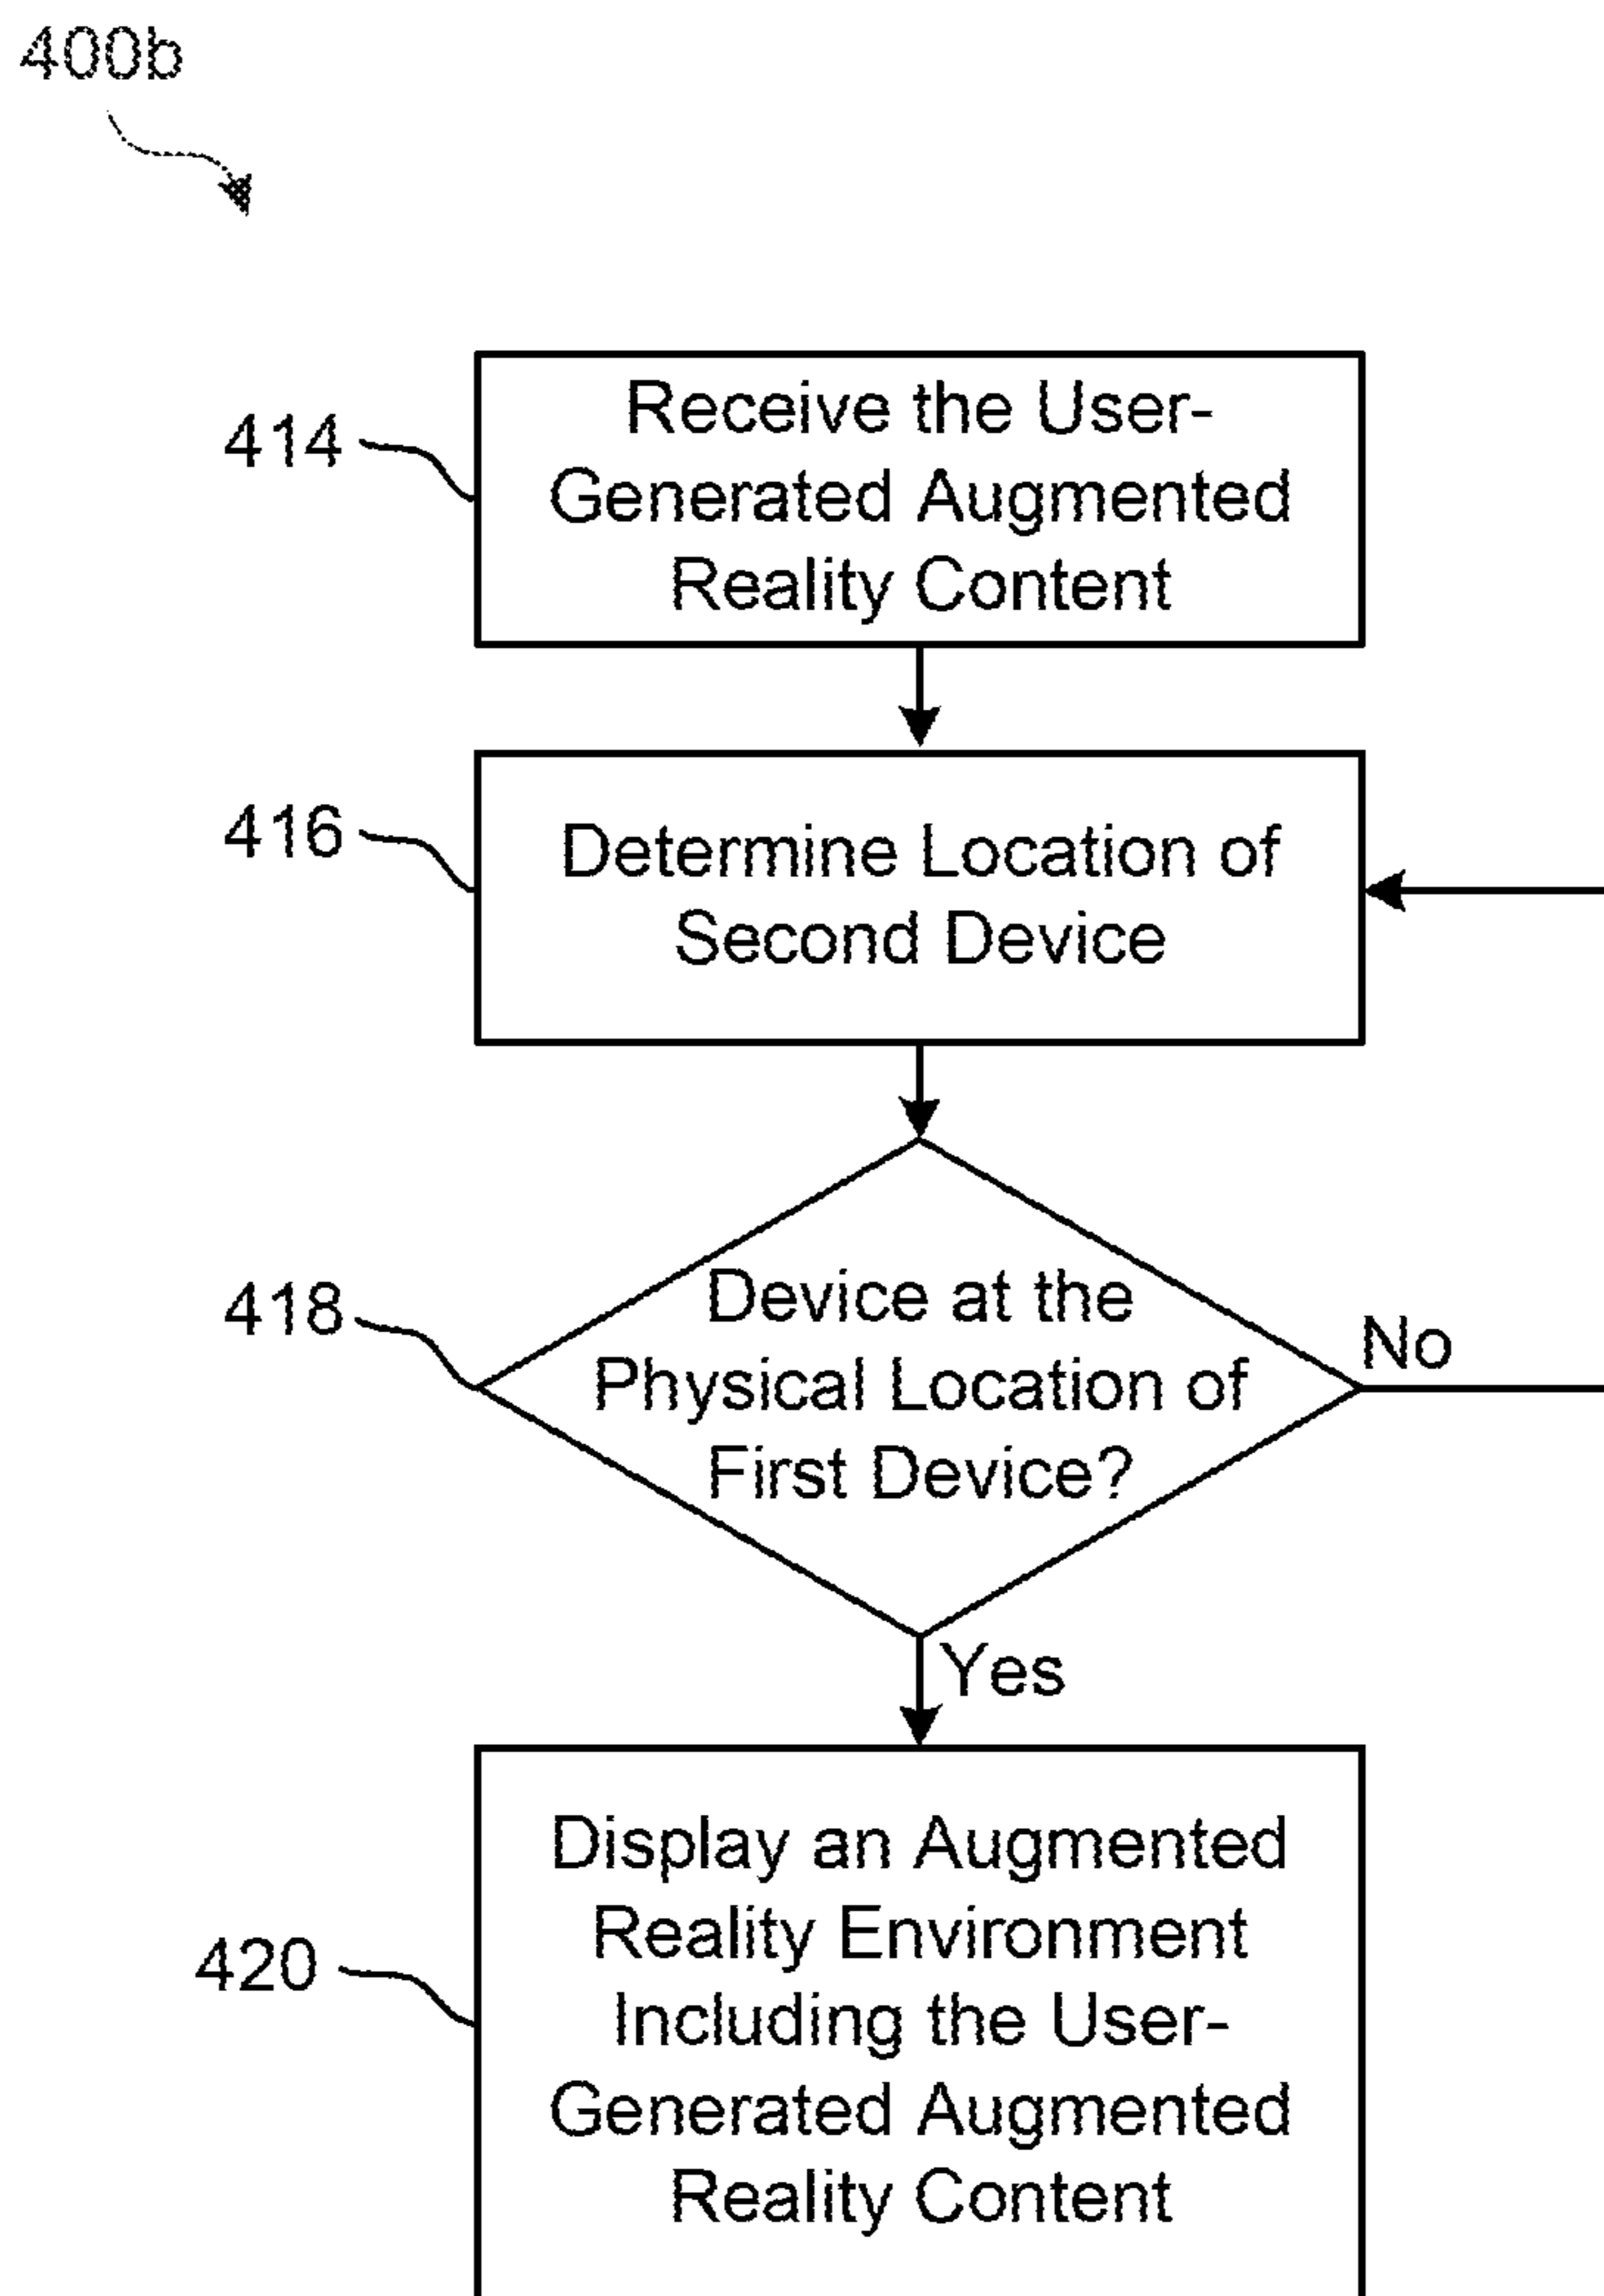 400b
414
Receive the User-
Generated Augmented
Reality Content
416
Determine Location of
Second Device
418
Device at the
Physical Location of
First Device?
No
Yes
420
Display an Augmented
Reality Environment
Including the User-
Generated Augmented
Reality Content